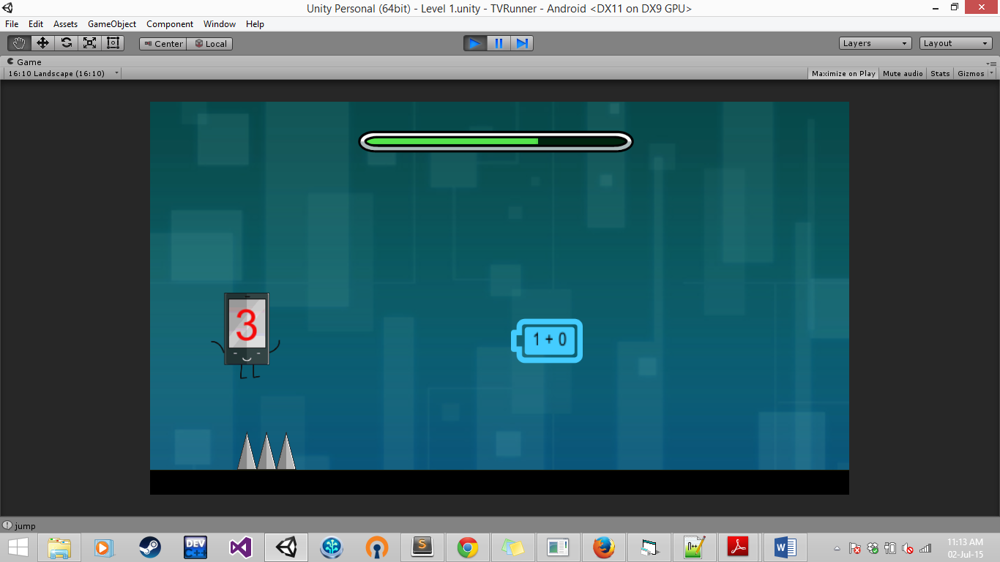 Unity Personal (64bit) - Level 1.unity - TVRunner - Android <DX11 on DX9 GPU>
File Edit Assets GameObject Component Window Help
Center Local Layers Layout
Game
16:10 Landscape (16:10) Maximize on Play Mute audio Stats Gizmos
3
1 + 0
jump
DEV C++ S n++ W
11:13 AM
02-Jul-15